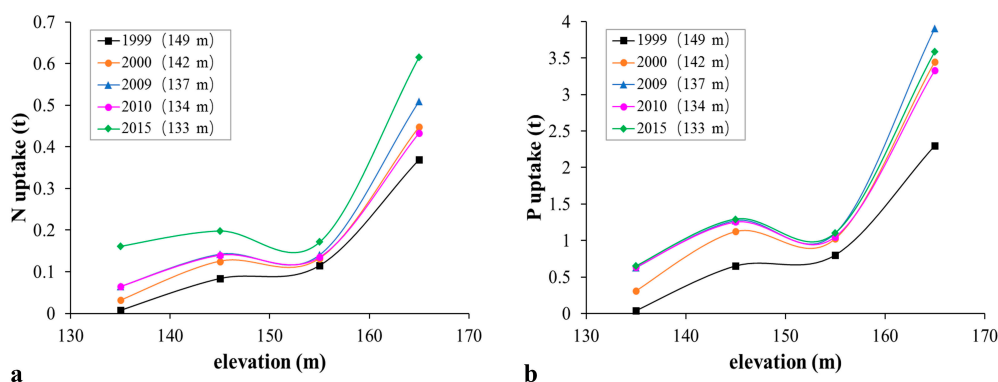 0.7
0.6
0.5
0.4
0.3
0.2
0.1
0
N uptake (t)
1999 (149 m)
2000 (142 m)
2009 (137 m)
2010 (134 m)
2015 (133 m)
130 140 150 160 170
elevation (m)
a
4
3.5
3
2.5
2
1.5
1
0.5
0
P uptake (t)
1999 (149 m)
2000 (142 m)
2009 (137 m)
2010 (134 m)
2015 (133 m)
130 140 150 160 170
elevation (m)
b